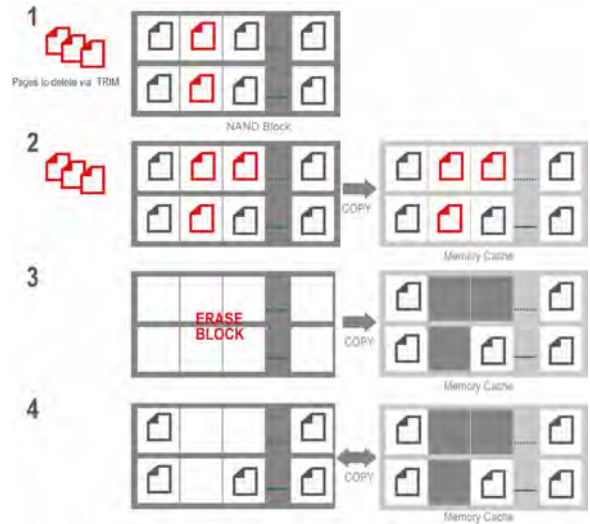 1
Pages to delete via TRIM
NAND Block
2
COPY
Memory Cache
3
ERASE
BLOCK
COPY
Memory Cache
4
COPY
Memory Cache